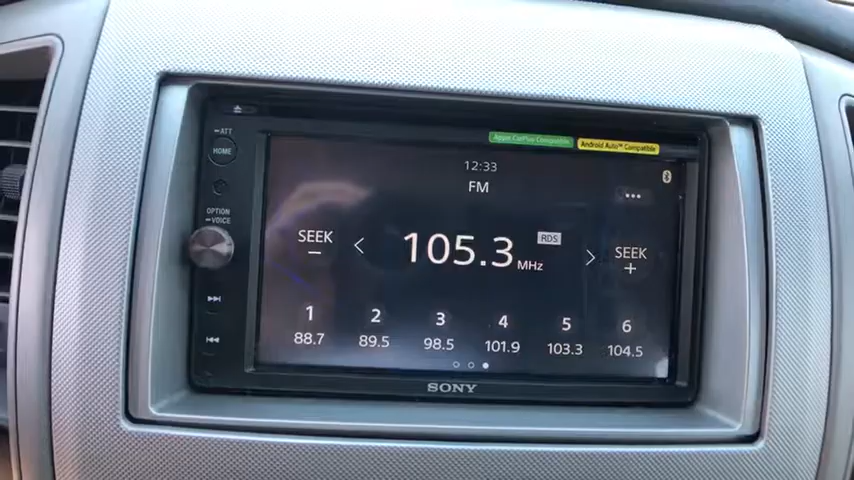 ATT
HOME
OPTION
VOICE
Apple CarPlay Compatible
Android Auto™ Compatible
12:33
FM
SEEK
−
<
105.3 MHz
RDS
>
SEEK
+
1 2 3 4 5 6
88.7 89.5 98.5 101.9 103.3 104.5
SONY